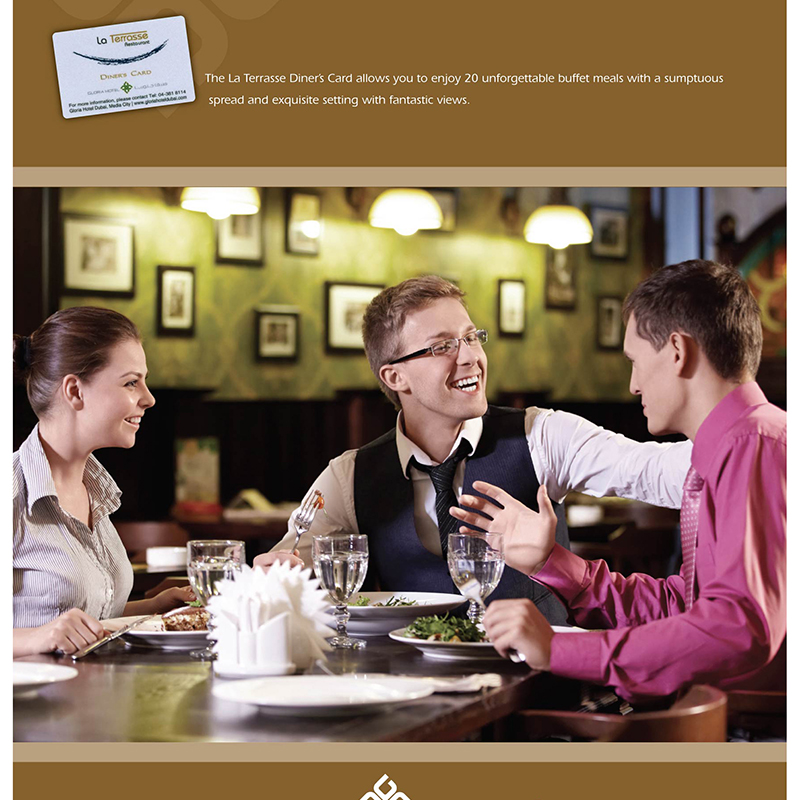 La Terrasse
Restaurant
DINER'S CARD
GLORIA HOTEL
For more information, please contact Tel: 04-381 8114
Gloria Hotel Dubai, Media City | www.gloriahoteldubai.com
The La Terrasse Diner's Card allows you to enjoy 20 unforgettable buffet meals with a sumptuous
spread and exquisite setting with fantastic views.